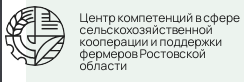 Центр компетенций в сфере
сельскохозяйственной
кооперации и поддержки
фермеров Ростовской
области